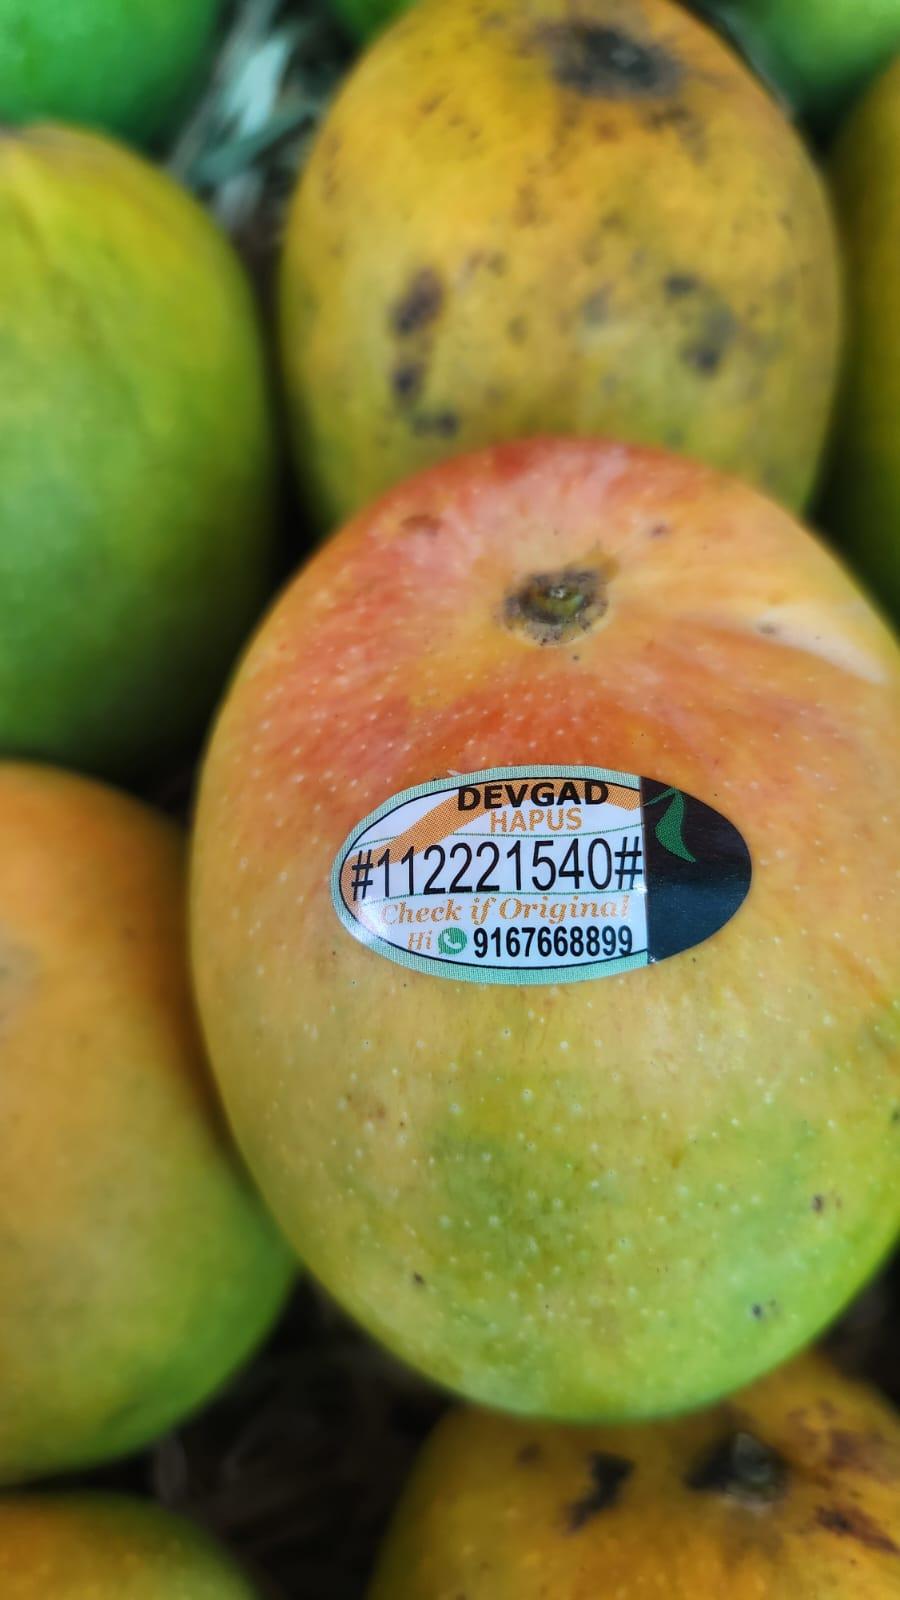 DEVGAD
HAPUS
#112221540#
Check if Original
Hi 9167668899